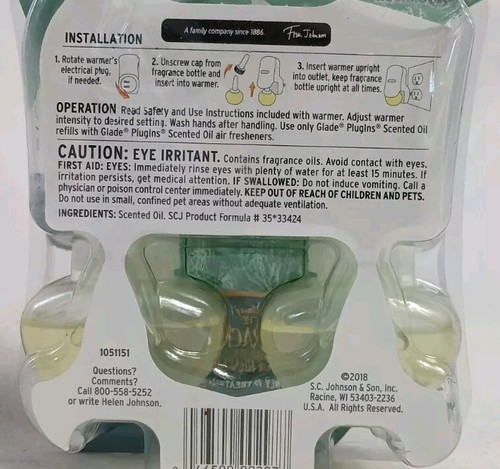 A family company since 1886.
Fisk Johnson
INSTALLATION
1. Rotate warmer's
electrical plug,
if needed.
2. Unscrew cap from
fragrance bottle and
insert into warmer.
3. Insert warmer upright
into outlet, keep fragrance
bottle upright at all times.
OPERATION Read Safety and Use Instructions included with warmer. Adjust warmer
intensity to desired setting. Wash hands after handling. Use only Glade® PlugIns® Scented Oil
refills with Glade® PlugIns® Scented Oil air fresheners.
CAUTION: EYE IRRITANT. Contains fragrance oils. Avoid contact with eyes.
FIRST AID: EYES: Immediately rinse eyes with plenty of water for at least 15 minutes. If
irritation persists, get medical attention. IF SWALLOWED: Do not induce vomiting. Call a
physician or poison control center immediately. KEEP OUT OF REACH OF CHILDREN AND PETS.
Do not use in small, confined pet areas without adequate ventilation.
INGREDIENTS: Scented Oil. SCJ Product Formula # 35*33424
1051151
Questions?
Comments?
Call 800-558-5252
or write Helen Johnson.
©2018
S.C. Johnson & Son, Inc.
Racine, WI 53403-2236
U.S.A. All Rights Reserved.